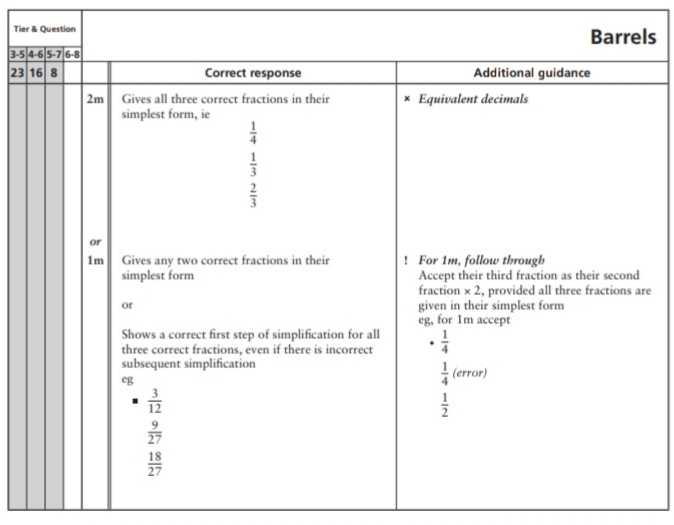 Tier & Question
Barrels
3-5 4-6 5-7 6-8
23 16 8
Correct response
Additional guidance
2m Gives all three correct fractions in their
simplest form, ie
1/4
1/3
2/3
× Equivalent decimals
or
1m Gives any two correct fractions in their
simplest form
or
Shows a correct first step of simplification for all
three correct fractions, even if there is incorrect
subsequent simplification
eg
▪ 3/12
9/27
18/27
! For 1m, follow through
Accept their third fraction as their second
fraction × 2, provided all three fractions are
given in their simplest form
eg, for 1m accept
• 1/4
1/4 (error)
1/2